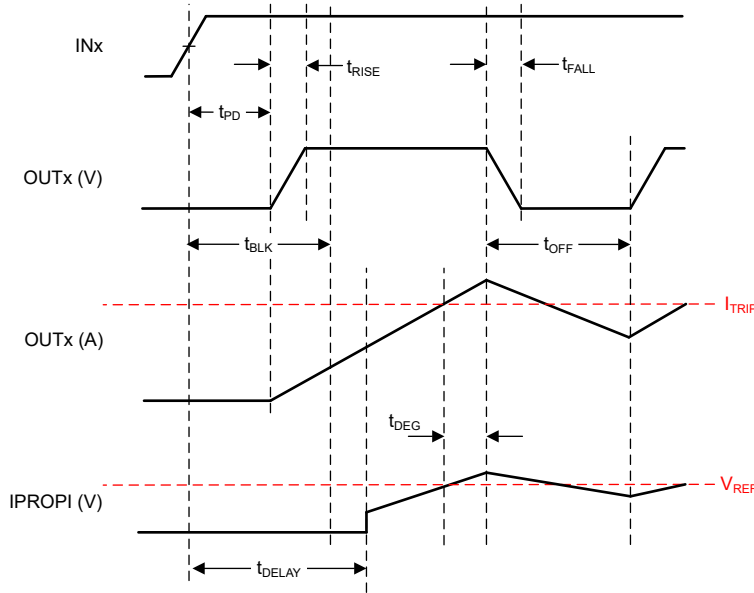 INx
tRISE
tFALL
tPD
OUTx (V)
tBLK
tOFF
ITRIP
OUTx (A)
tDEG
IPROPI (V)
VREF
tDELAY